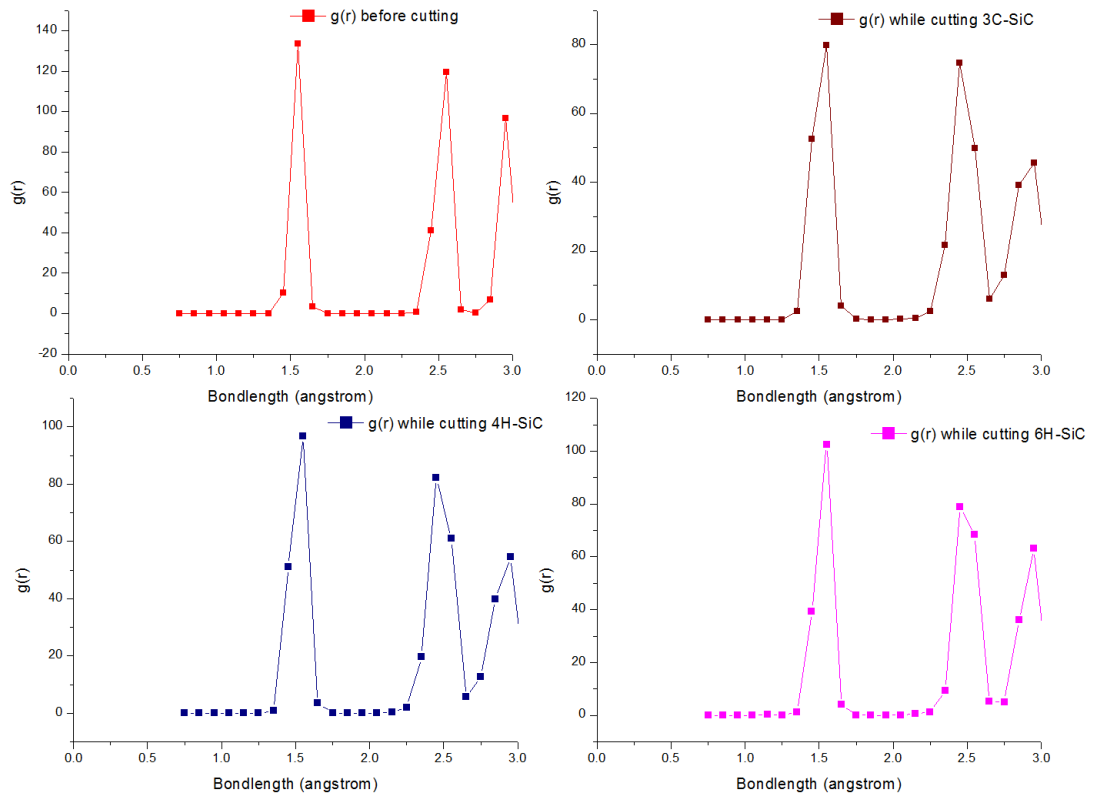 g(r) before cutting
140
120
100
80
60
40
20
0
-20
g(r)
0.0 0.5 1.0 1.5 2.0 2.5 3.0
Bondlength (angstrom)
g(r) while cutting 3C-SiC
80
60
40
20
0
g(r)
0.0 0.5 1.0 1.5 2.0 2.5 3.0
Bondlength (angstrom)
g(r) while cutting 4H-SiC
100
80
60
40
20
0
g(r)
0.0 0.5 1.0 1.5 2.0 2.5 3.0
Bondlength (angstrom)
g(r) while cutting 6H-SiC
120
100
80
60
40
20
0
g(r)
0.0 0.5 1.0 1.5 2.0 2.5 3.0
Bondlength (angstrom)